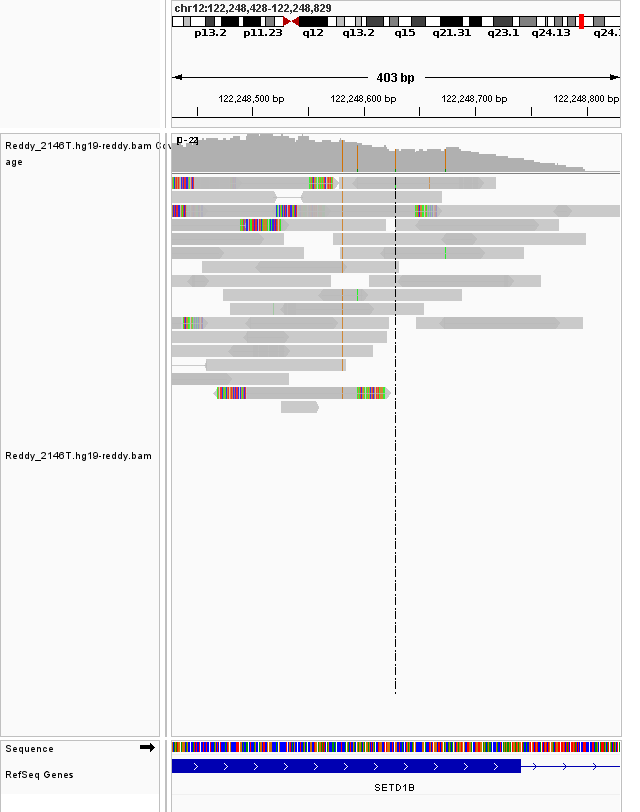 chr12:122,248,428-122,248,829
p13.2 p11.23 q12 q13.2 q15 q21.31 q23.1 q24.13
403 bp
122,248,500 bp 122,248,600 bp 122,248,700 bp 122,248,800 bp
Reddy_2146T.hg19-reddy.bam
age
Reddy_2146T.hg19-reddy.bam
Sequence
RefSeq Genes
SETD1B